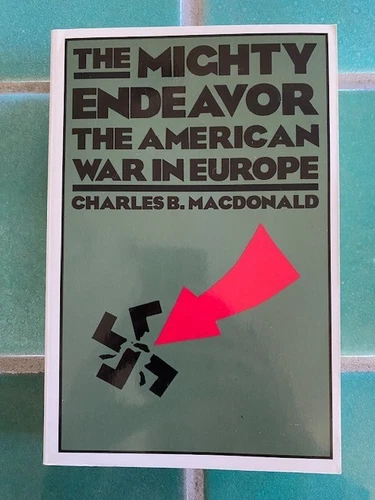 THE MIGHTY
ENDEAVOR
THE AMERICAN
WAR IN EUROPE
CHARLES B. MACDONALD